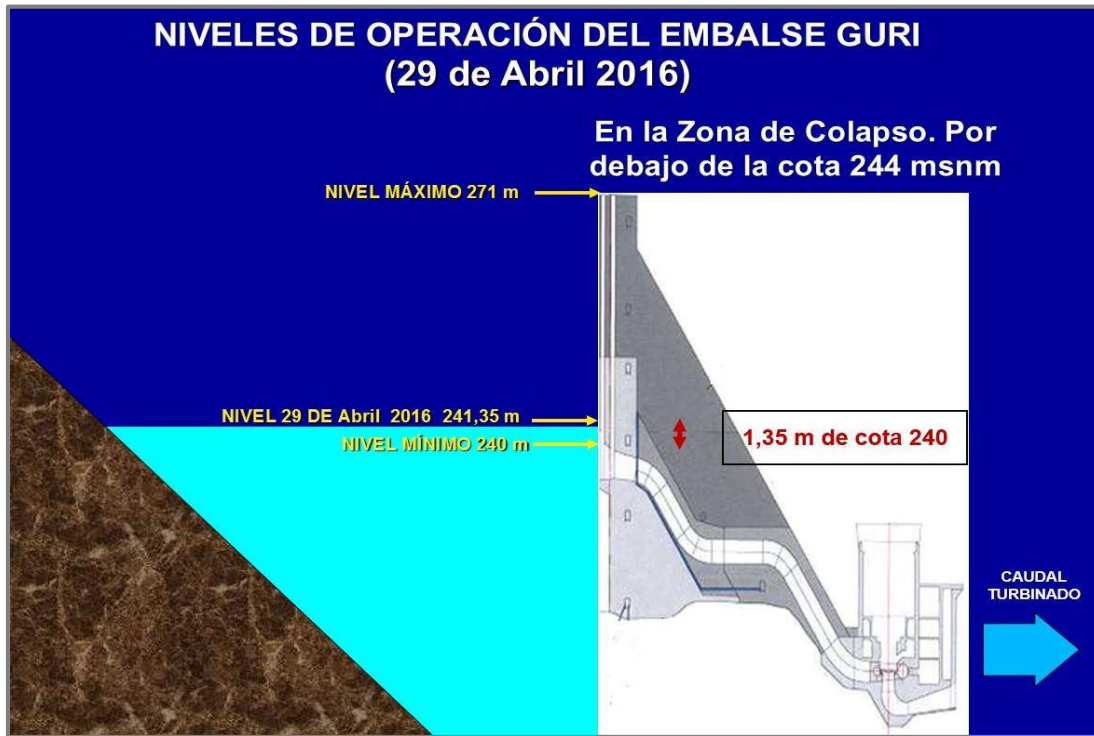 NIVELES DE OPERACIÓN DEL EMBALSE GURI
(29 de Abril 2016)
En la Zona de Colapso. Por
debajo de la cota 244 msnm
NIVEL MÁXIMO 271 m
NIVEL 29 DE Abril 2016 241,35 m
NIVEL MÍNIMO 240 m
1,35 m de cota 240
CAUDAL
TURBINADO